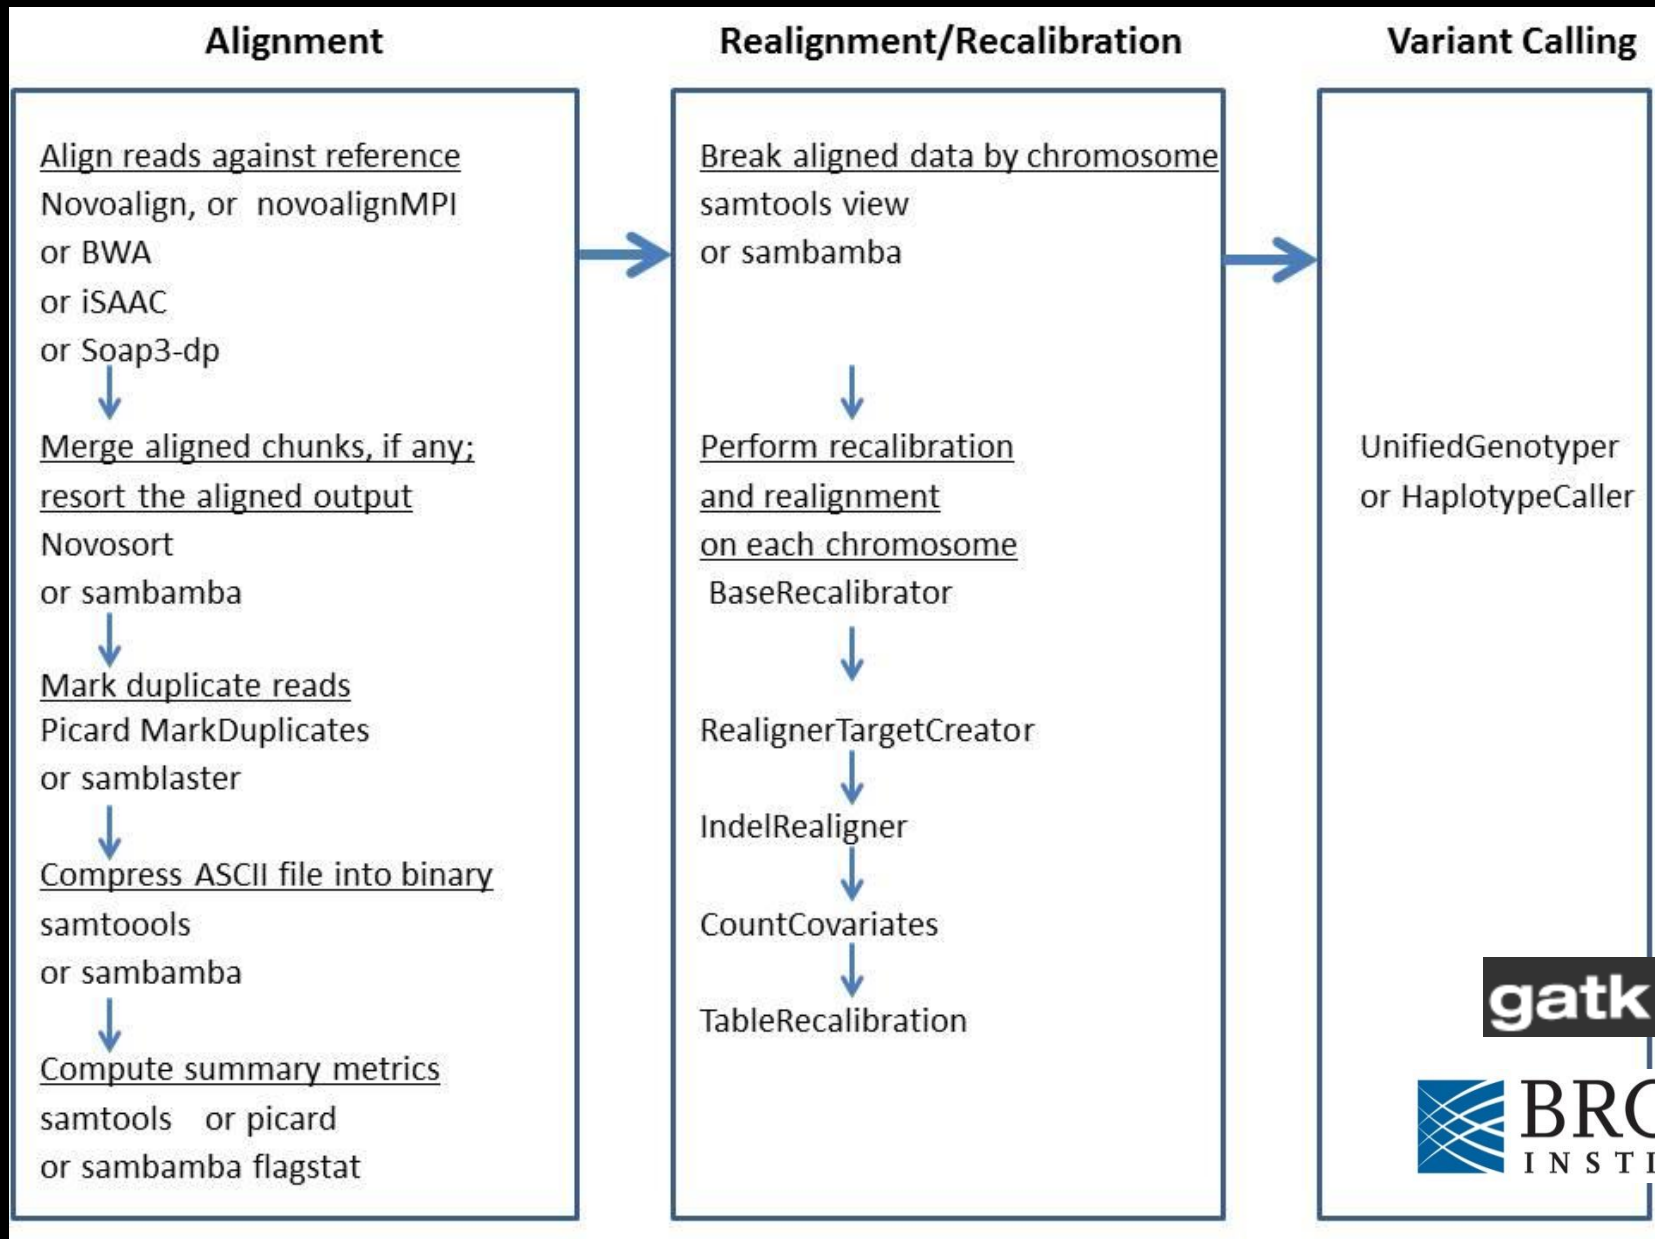 Alignment
Align reads against reference
Novoalign, or novoalignMPI
or BWA
or iSAAC
or Soap3-dp
Merge aligned chunks, if any;
resort the aligned output
Novosort
or sambamba
Mark duplicate reads
Picard MarkDuplicates
or samblaster
Compress ASCII file into binary
samtoools
or sambamba
Compute summary metrics
samtools or picard
or sambamba flagstat
Realignment/Recalibration
Break aligned data by chromosome
samtools view
or sambamba
Perform recalibration
and realignment
on each chromosome
BaseRecalibrator
RealignerTargetCreator
IndelRealigner
CountCovariates
TableRecalibration
Variant Calling
UnifiedGenotyper
or HaplotypeCaller
gatk